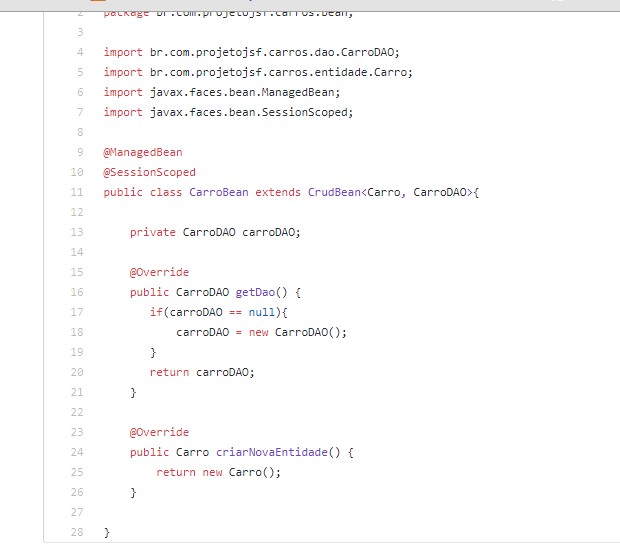 2 package br.com.projetojsf.carros.bean;
3
4 import br.com.projetojsf.carros.dao.CarroDAO;
5 import br.com.projetojsf.carros.entidade.Carro;
6 import javax.faces.bean.ManagedBean;
7 import javax.faces.bean.SessionScoped;
8
9 @ManagedBean
10 @SessionScoped
11 public class CarroBean extends CrudBean<Carro, CarroDAO>{
12
13 private CarroDAO carroDAO;
14
15 @Override
16 public CarroDAO getDao() {
17 if(carroDAO == null){
18 carroDAO = new CarroDAO();
19 }
20 return carroDAO;
21 }
22
23 @Override
24 public Carro criarNovaEntidade() {
25 return new Carro();
26 }
27
28 }